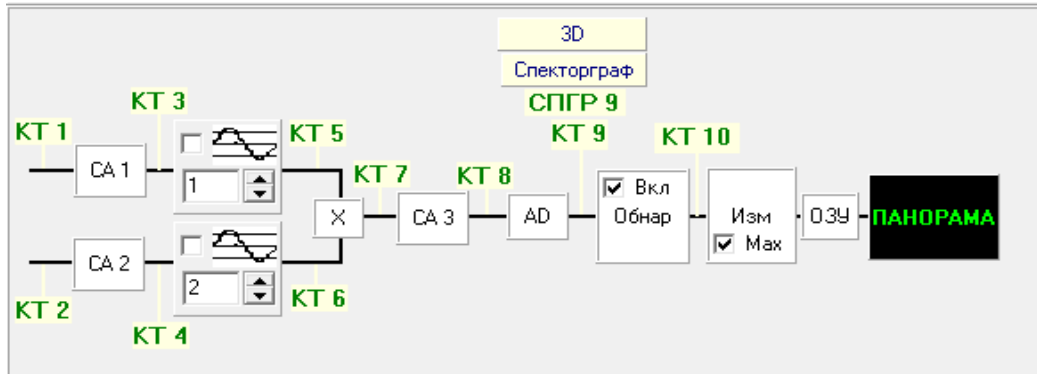 3D
Спекторграф
СПГР 9
КТ 3
КТ 1
КТ 5
КТ 9
КТ 10
КТ 7
КТ 8
СА 1
1
Вкл
Обнар
Х
СА 3
AD
Изм
Max
ОЗУ
ПАНОРАМА
СА 2
2
КТ 2
КТ 4
КТ 6